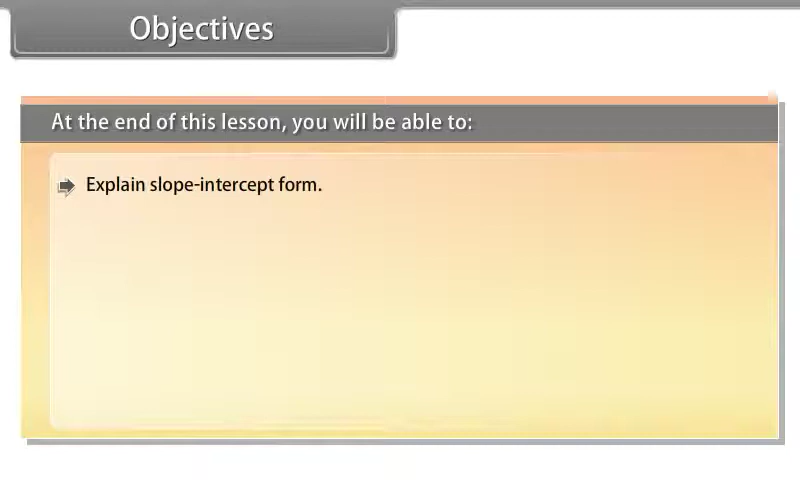 Objectives
At the end of this lesson, you will be able to:
Explain slope-intercept form.